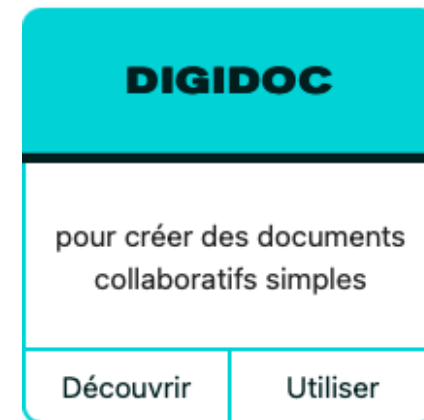 DIGIDOC
pour créer des documents
collaboratifs simples
Découvrir
Utiliser